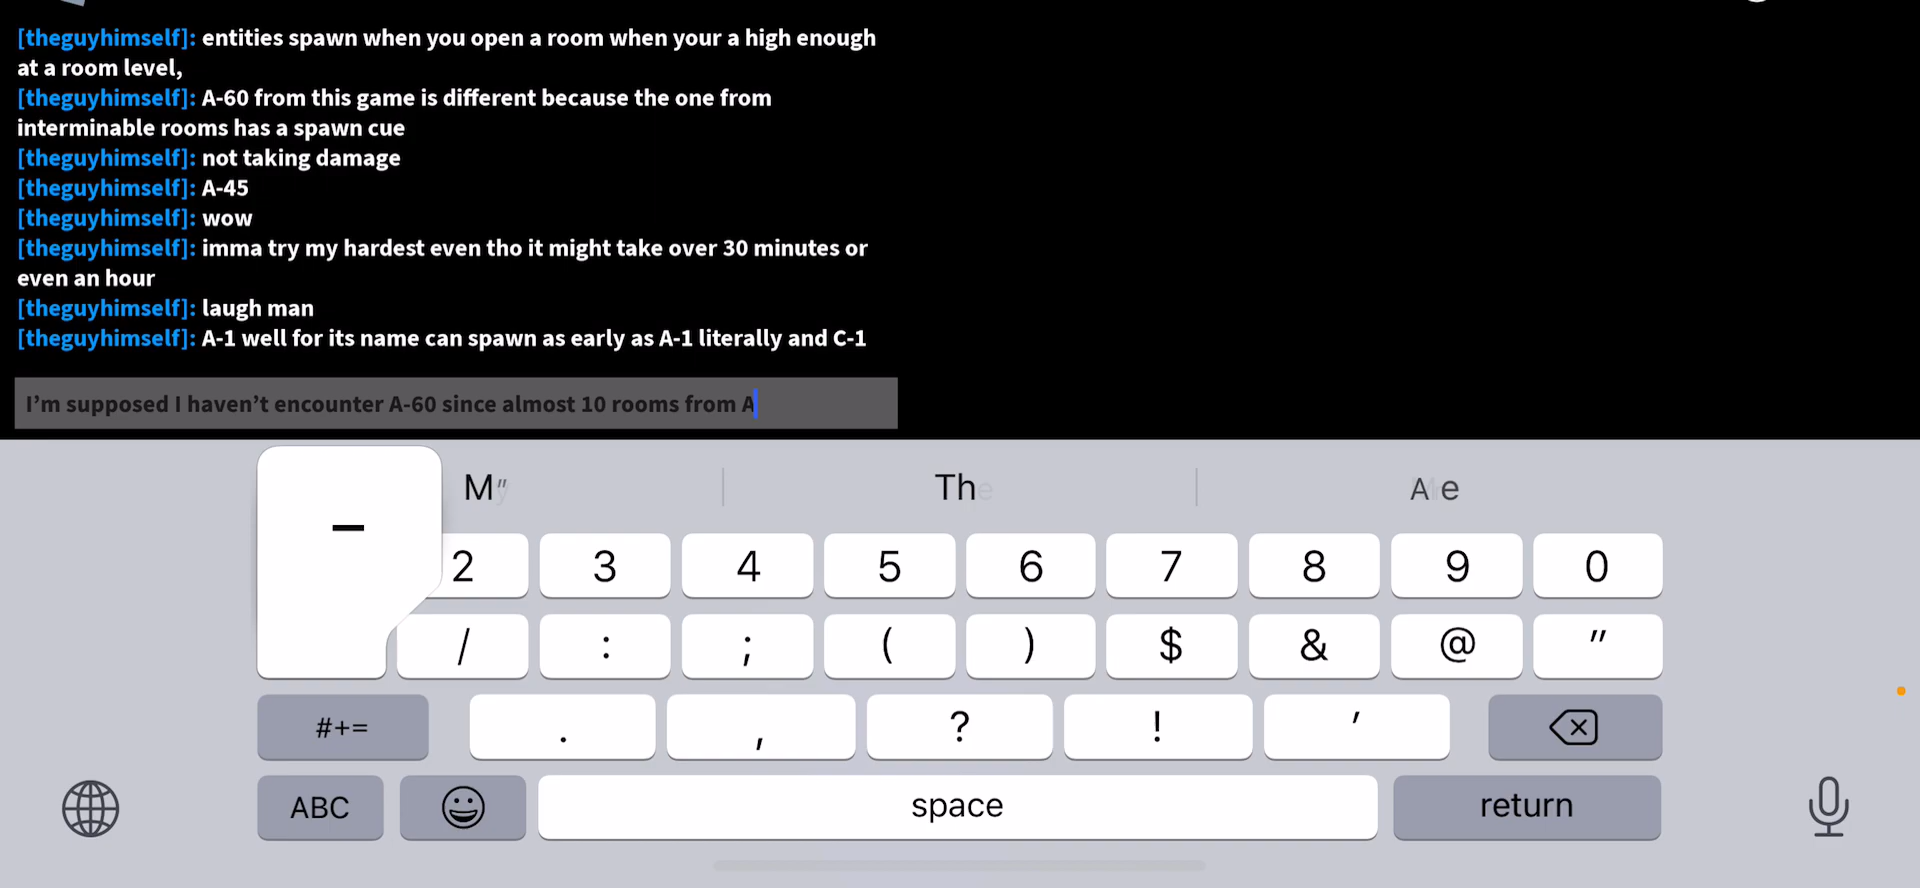 [theguyhimself]: entities spawn when you open a room when your a high enough
at a room level,
[theguyhimself]: A-60 from this game is different because the one from
interminable rooms has a spawn cue
[theguyhimself]: not taking damage
[theguyhimself]: A-45
[theguyhimself]: wow
[theguyhimself]: imma try my hardest even tho it might take over 30 minutes or
even an hour
[theguyhimself]: laugh man
[theguyhimself]: A-1 well for its name can spawn as early as A-1 literally and C-1
I’m supposed I haven’t encounter A-60 since almost 10 rooms from A
–
2 3 4 5 6 7 8 9 0
/ : ; ( ) $ & @ "
#+= . , ? ! ’
ABC space return